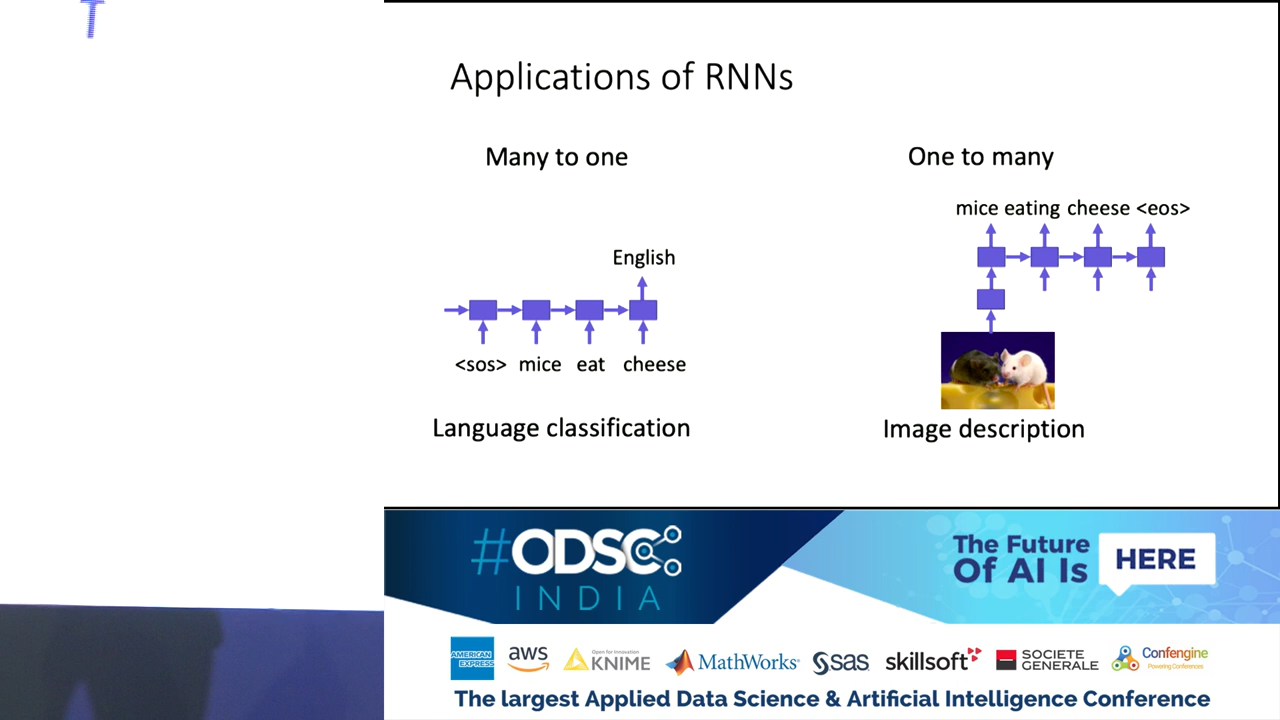 Applications of RNNs
Many to one
One to many
mice eating cheese <eos>
English
<sos> mice eat cheese
Language classification
Image description
#ODSC
INDIA
The Future
Of AI Is
HERE
AMERICAN
EXPRESS
aws
Open for Innovation
KNIME
MathWorks
sas
skillsoft
SOCIETE
GENERALE
Confengine
Powering Conferences
The largest Applied Data Science & Artificial Intelligence Conference